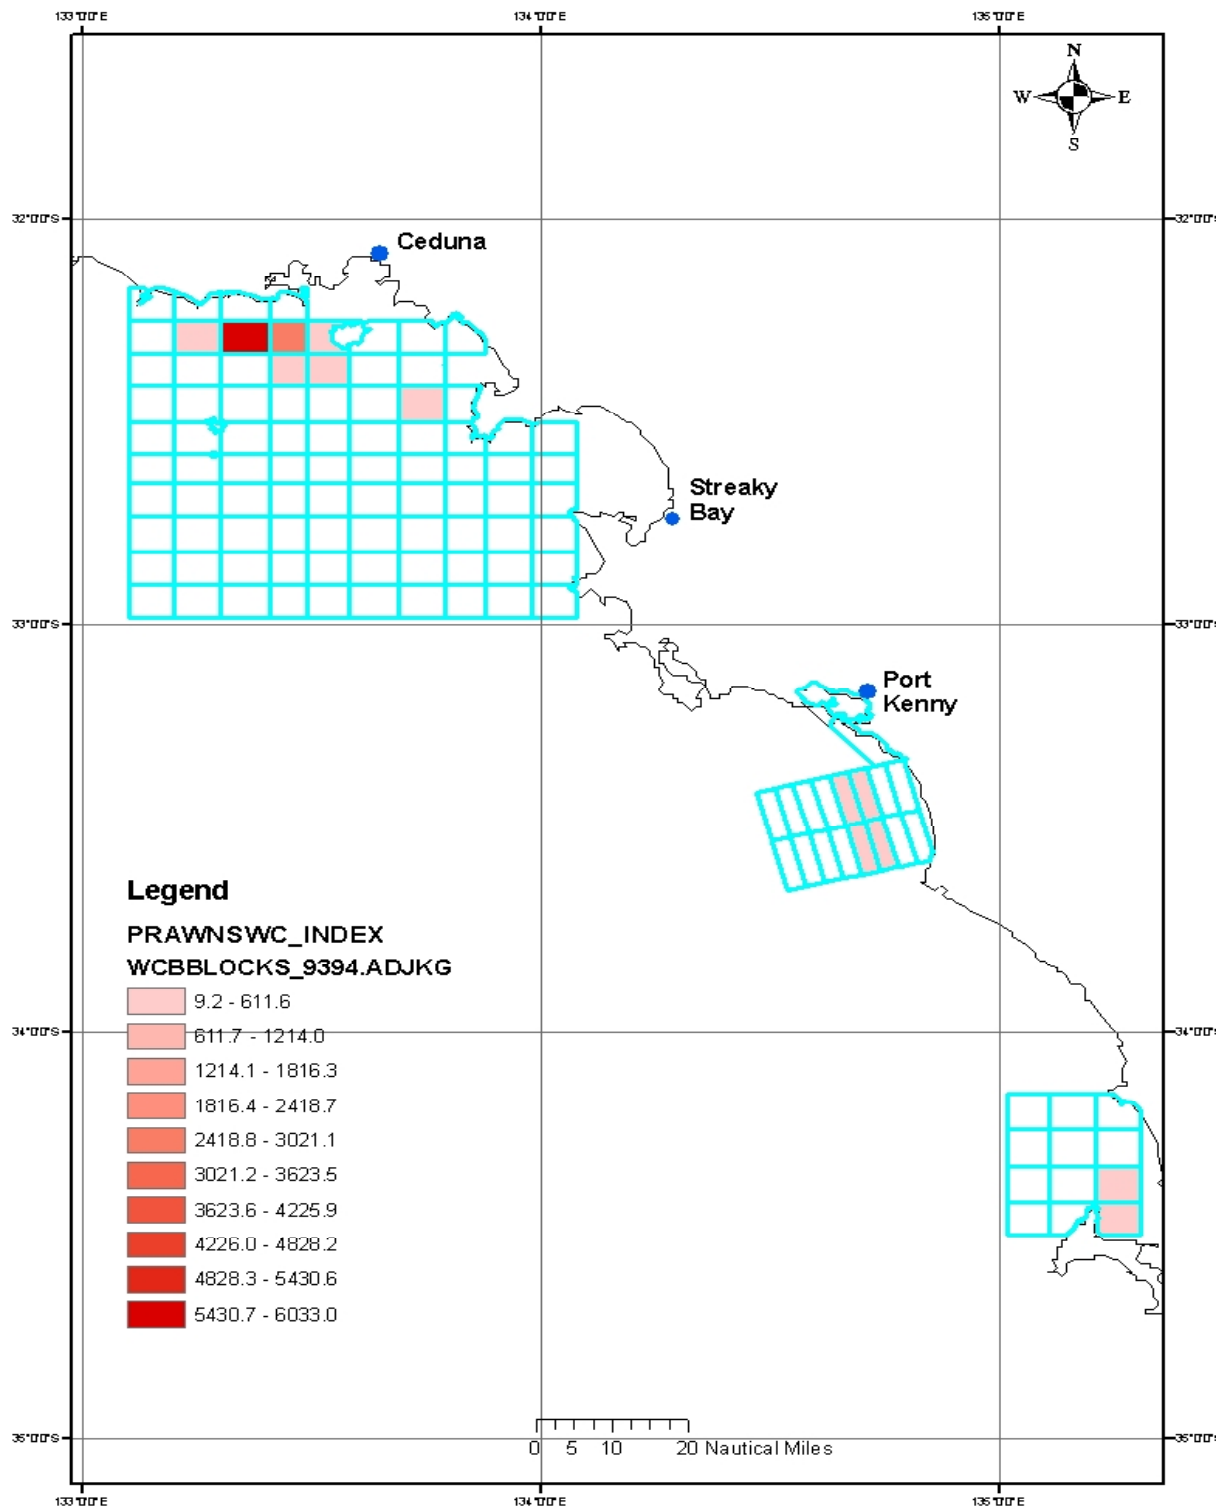 133°0'0"E 134°0'0"E 135°0'0"E
N
W E
S
32°0'0"S 32°0'0"S
Ceduna
Streaky
Bay
33°0'0"S 33°0'0"S
Port
Kenny
Legend
PRAWNSWC_INDEX
WCBBLOCKS_9394.ADJKG
9.2 - 611.6
34°0'0"S 611.7 - 1214.0 34°0'0"S
1214.1 - 1816.3
1816.4 - 2418.7
2418.8 - 3021.1
3021.2 - 3623.5
3623.6 - 4225.9
4226.0 - 4828.2
4828.3 - 5430.6
5430.7 - 6033.0
35°0'0"S 0 5 10 20 Nautical Miles 35°0'0"S
133°0'0"E 134°0'0"E 135°0'0"E